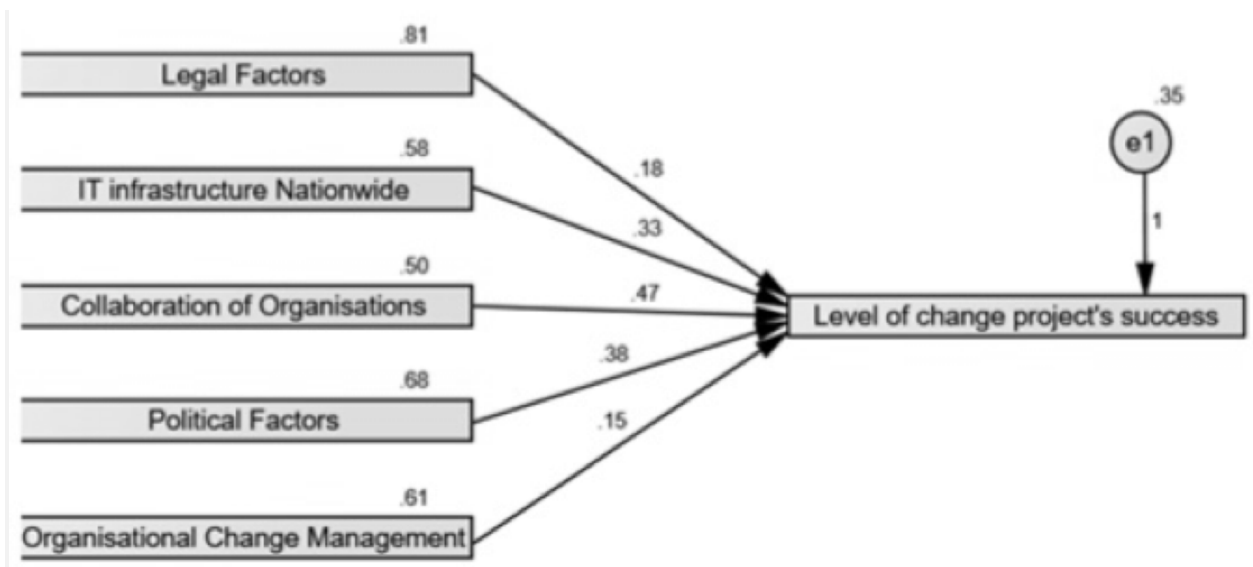 .81
Legal Factors
.35
e1
.58
IT infrastructure Nationwide
.18
.33
1
.50
Collaboration of Organisations
.47
Level of change project's success
.38
.68
Political Factors
.15
.61
Organisational Change Management